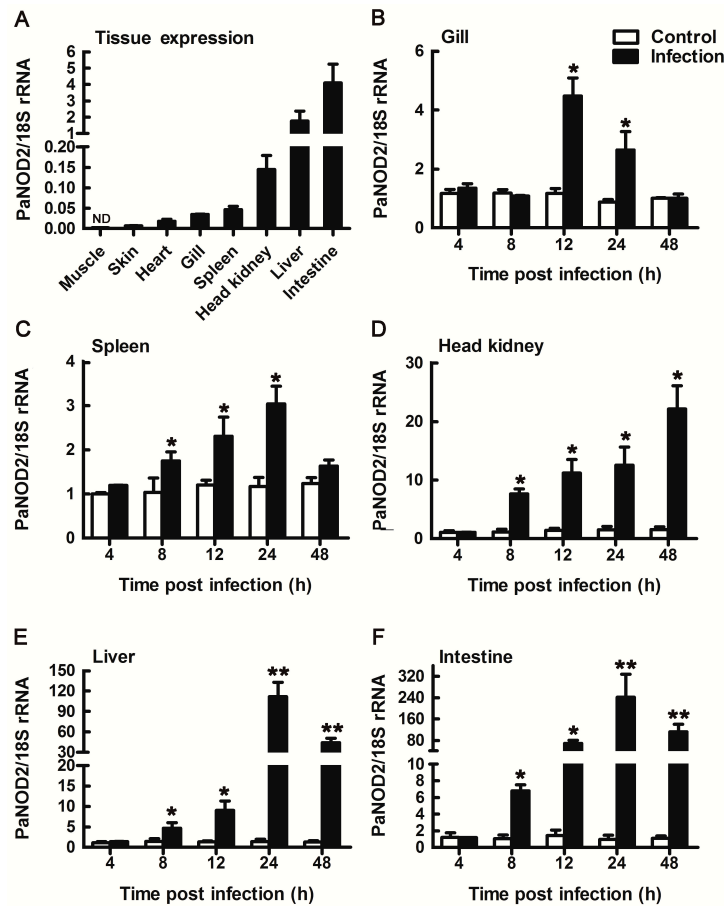 A
Tissue expression
PaNOD2/18S rRNA
6
5
4
3
2
1
0.20
0.15
0.10
0.05
0.00
ND
Muscle
Skin
Heart
Gill
Spleen
Head kidney
Liver
Intestine
B
Gill
Control
Infection
PaNOD2/18S rRNA
6
4
2
0
*
*
4 8 12 24 48
Time post infection (h)
C
Spleen
PaNOD2/18S rRNA
4
3
2
1
0
*
*
*
4 8 12 24 48
Time post infection (h)
D
Head kidney
PaNOD2/18S rRNA
30
20
10
0
*
*
*
*
4 8 12 24 48
Time post infection (h)
E
Liver
PaNOD2/18S rRNA
150
120
90
60
30
20
15
10
5
0
*
*
**
**
4 8 12 24 48
Time post infection (h)
F
Intestine
PaNOD2/18S rRNA
320
240
160
80
10
8
6
4
2
0
*
*
**
**
4 8 12 24 48
Time post infection (h)